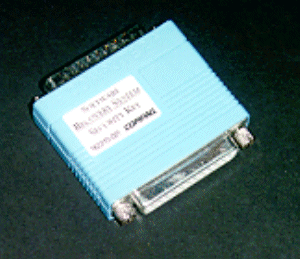 Software
Recovery System
Security Key
COMPAQ